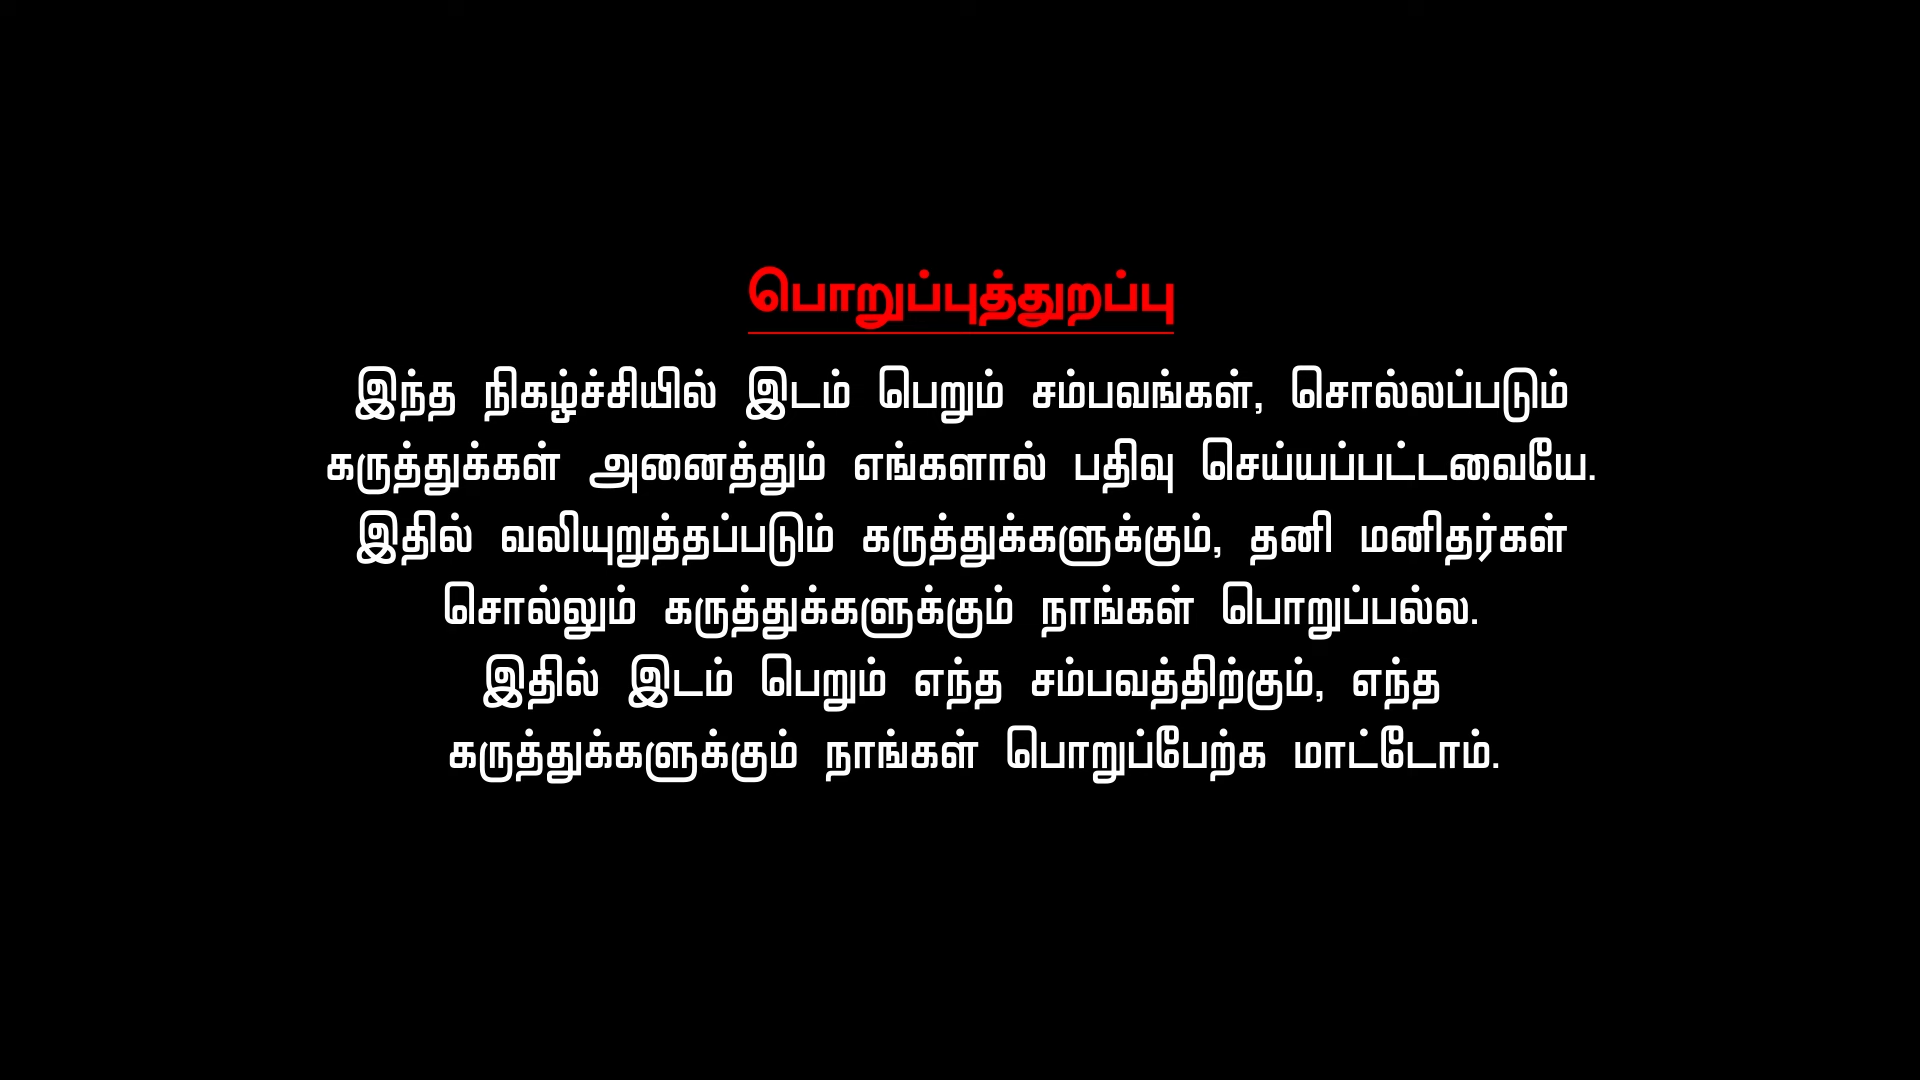 பொறுப்புத்துறப்பு
இந்த நிகழ்ச்சியில் இடம் பெறும் சம்பவங்கள், சொல்லப்படும்
கருத்துக்கள் அனைத்தும் எங்களால் பதிவு செய்யப்பட்டவையே.
இதில் வலியுறுத்தப்படும் கருத்துக்களுக்கும், தனி மனிதர்கள்
சொல்லும் கருத்துக்களுக்கும் நாங்கள் பொறுப்பல்ல.
இதில் இடம் பெறும் எந்த சம்பவத்திற்கும், எந்த
கருத்துக்களுக்கும் நாங்கள் பொறுப்பேற்க மாட்டோம்.